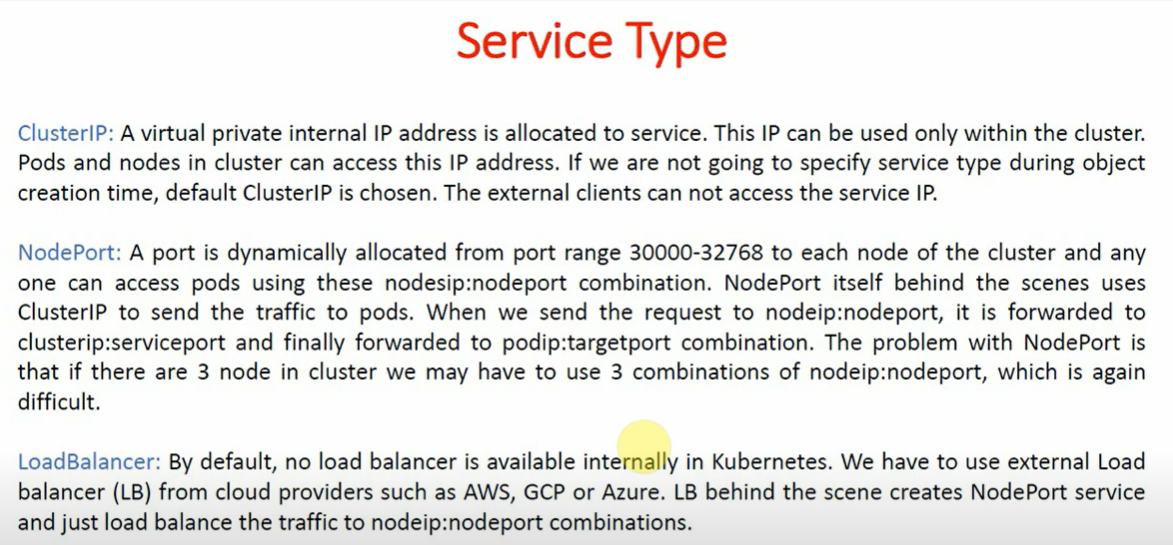 Service Type
ClusterIP: A virtual private internal IP address is allocated to service. This IP can be used only within the cluster.
Pods and nodes in cluster can access this IP address. If we are not going to specify service type during object
creation time, default ClusterIP is chosen. The external clients can not access the service IP.
NodePort: A port is dynamically allocated from port range 30000-32768 to each node of the cluster and any
one can access pods using these nodesip:nodeport combination. NodePort itself behind the scenes uses
ClusterIP to send the traffic to pods. When we send the request to nodeip:nodeport, it is forwarded to
clusterip:serviceport and finally forwarded to podip:targetport combination. The problem with NodePort is
that if there are 3 node in cluster we may have to use 3 combinations of nodeip:nodeport, which is again
difficult.
LoadBalancer: By default, no load balancer is available internally in Kubernetes. We have to use external Load
balancer (LB) from cloud providers such as AWS, GCP or Azure. LB behind the scene creates NodePort service
and just load balance the traffic to nodeip:nodeport combinations.